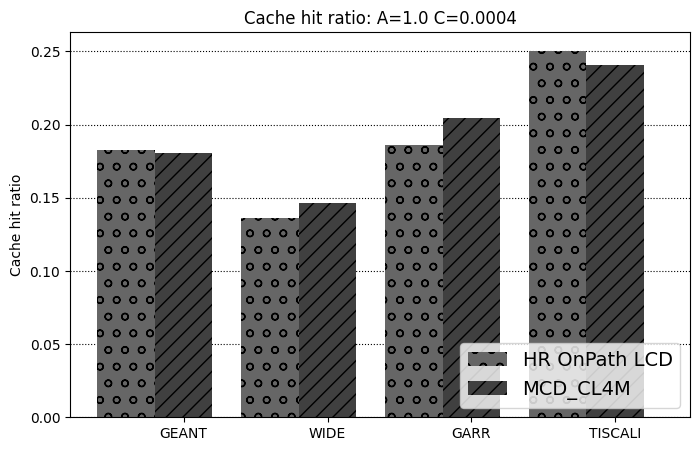 Cache hit ratio: A=1.0 C=0.0004
Cache hit ratio
0.25
0.20
0.15
0.10
0.05
0.00
HR OnPath LCD
MCD_CL4M
GEANT WIDE GARR TISCALI